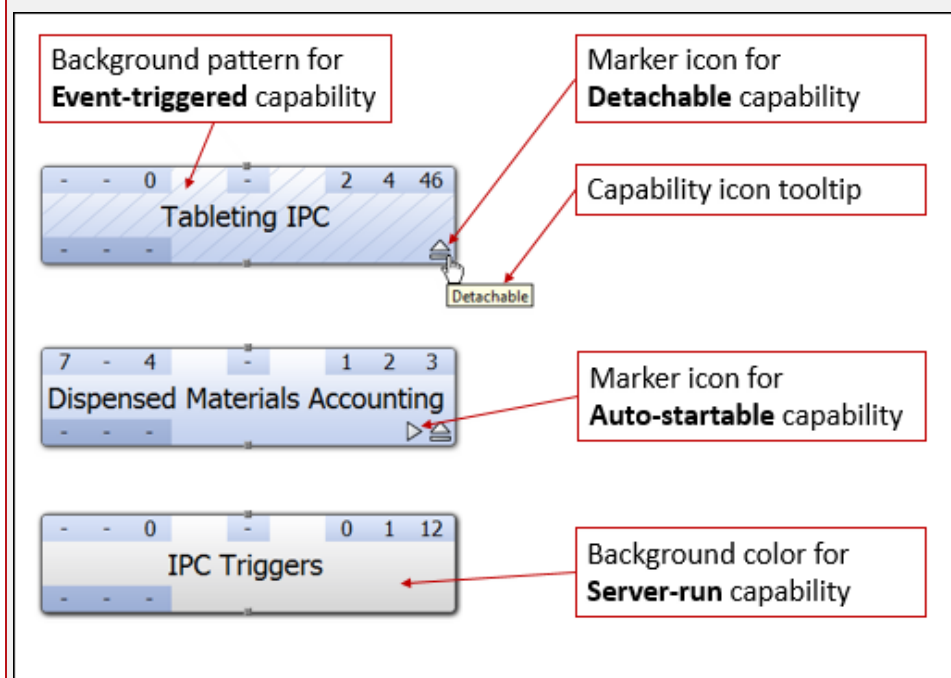 Background pattern for
Event-triggered capability
Marker icon for
Detachable capability
- - 0 - 2 4 46
Tableting IPC
- - -
Capability icon tooltip
Detachable
7 - 4 - 1 2 3
Dispensed Materials Accounting
- - -
Marker icon for
Auto-startable capability
- - 0 - 0 1 12
IPC Triggers
- - -
Background color for
Server-run capability